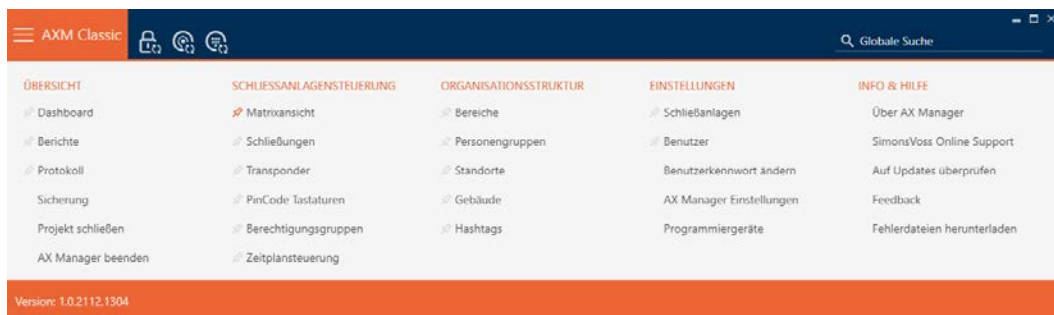 AXM Classic
Globale Suche
ÜBERSICHT
Dashboard
Berichte
Protokoll
Sicherung
Projekt schließen
AX Manager beenden
SCHLIESSANLAGENSTEUERUNG
Matrixansicht
Schließungen
Transponder
PinCode Tastaturen
Berechtigungsgruppen
Zeitplansteuerung
ORGANISATIONSSTRUKTUR
Bereiche
Personengruppen
Standorte
Gebäude
Hashtags
EINSTELLUNGEN
Schließanlagen
Benutzer
Benutzerkennwort ändern
AX Manager Einstellungen
Programmiergeräte
INFO & HILFE
Über AX Manager
SimonsVoss Online Support
Auf Updates überprüfen
Feedback
Fehlerdateien herunterladen
Version: 1.0.2112.1304